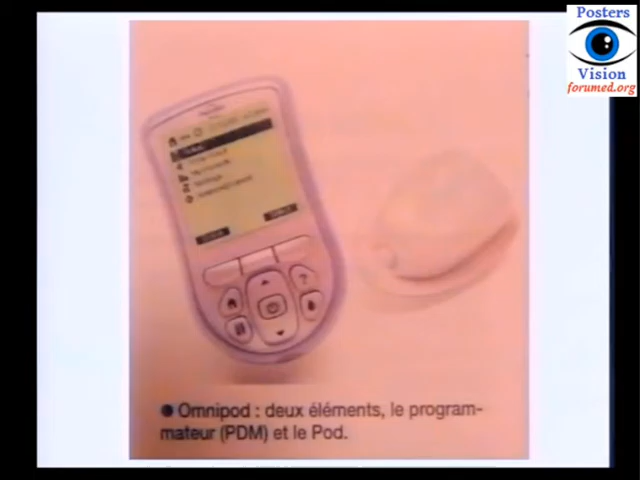 Posters
Vision
forumed.org
Omnipod : deux éléments, le program-
mateur (PDM) et le Pod.